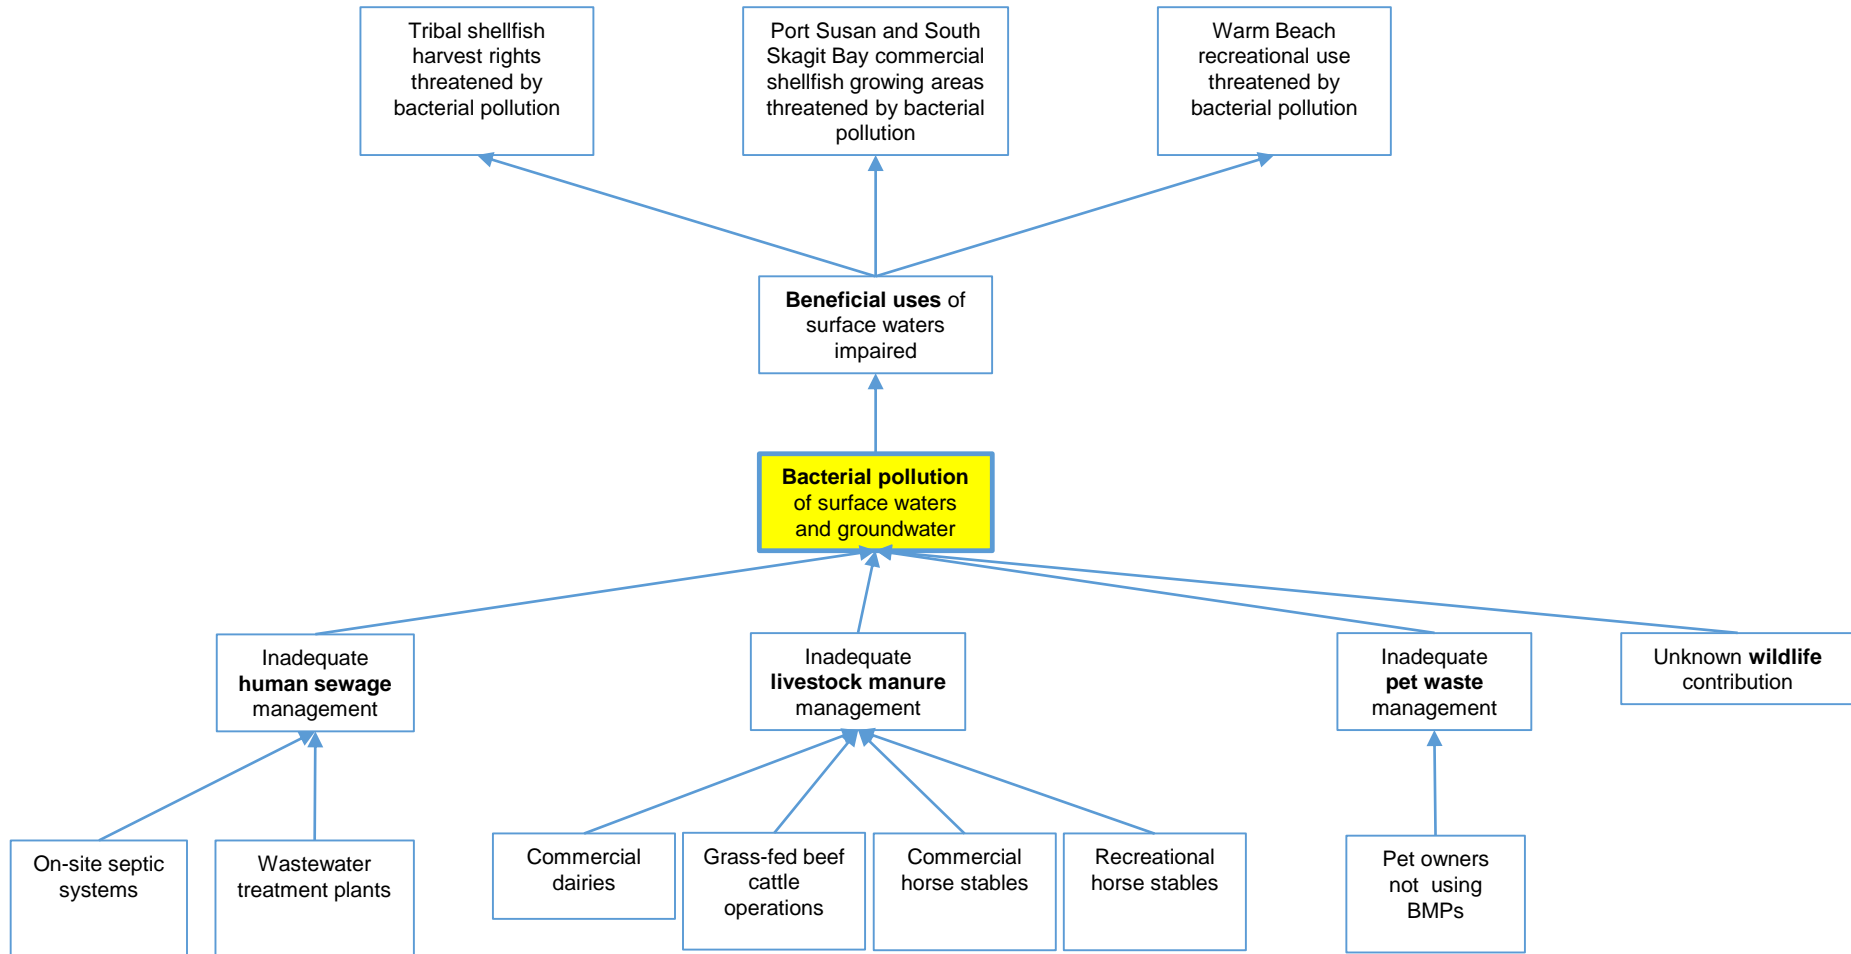 Tribal shellfish
harvest rights
threatened by
bacterial pollution
Port Susan and South
Skagit Bay commercial
shellfish growing areas
threatened by bacterial
pollution
Warm Beach
recreational use
threatened by
bacterial pollution
Beneficial uses of
surface waters
impaired
Bacterial pollution
of surface waters
and groundwater
Inadequate
human sewage
management
Inadequate
livestock manure
management
Inadequate
pet waste
management
Unknown wildlife
contribution
On-site septic
systems
Wastewater
treatment plants
Commercial
dairies
Grass-fed beef
cattle
operations
Commercial
horse stables
Recreational
horse stables
Pet owners
not using
BMPs